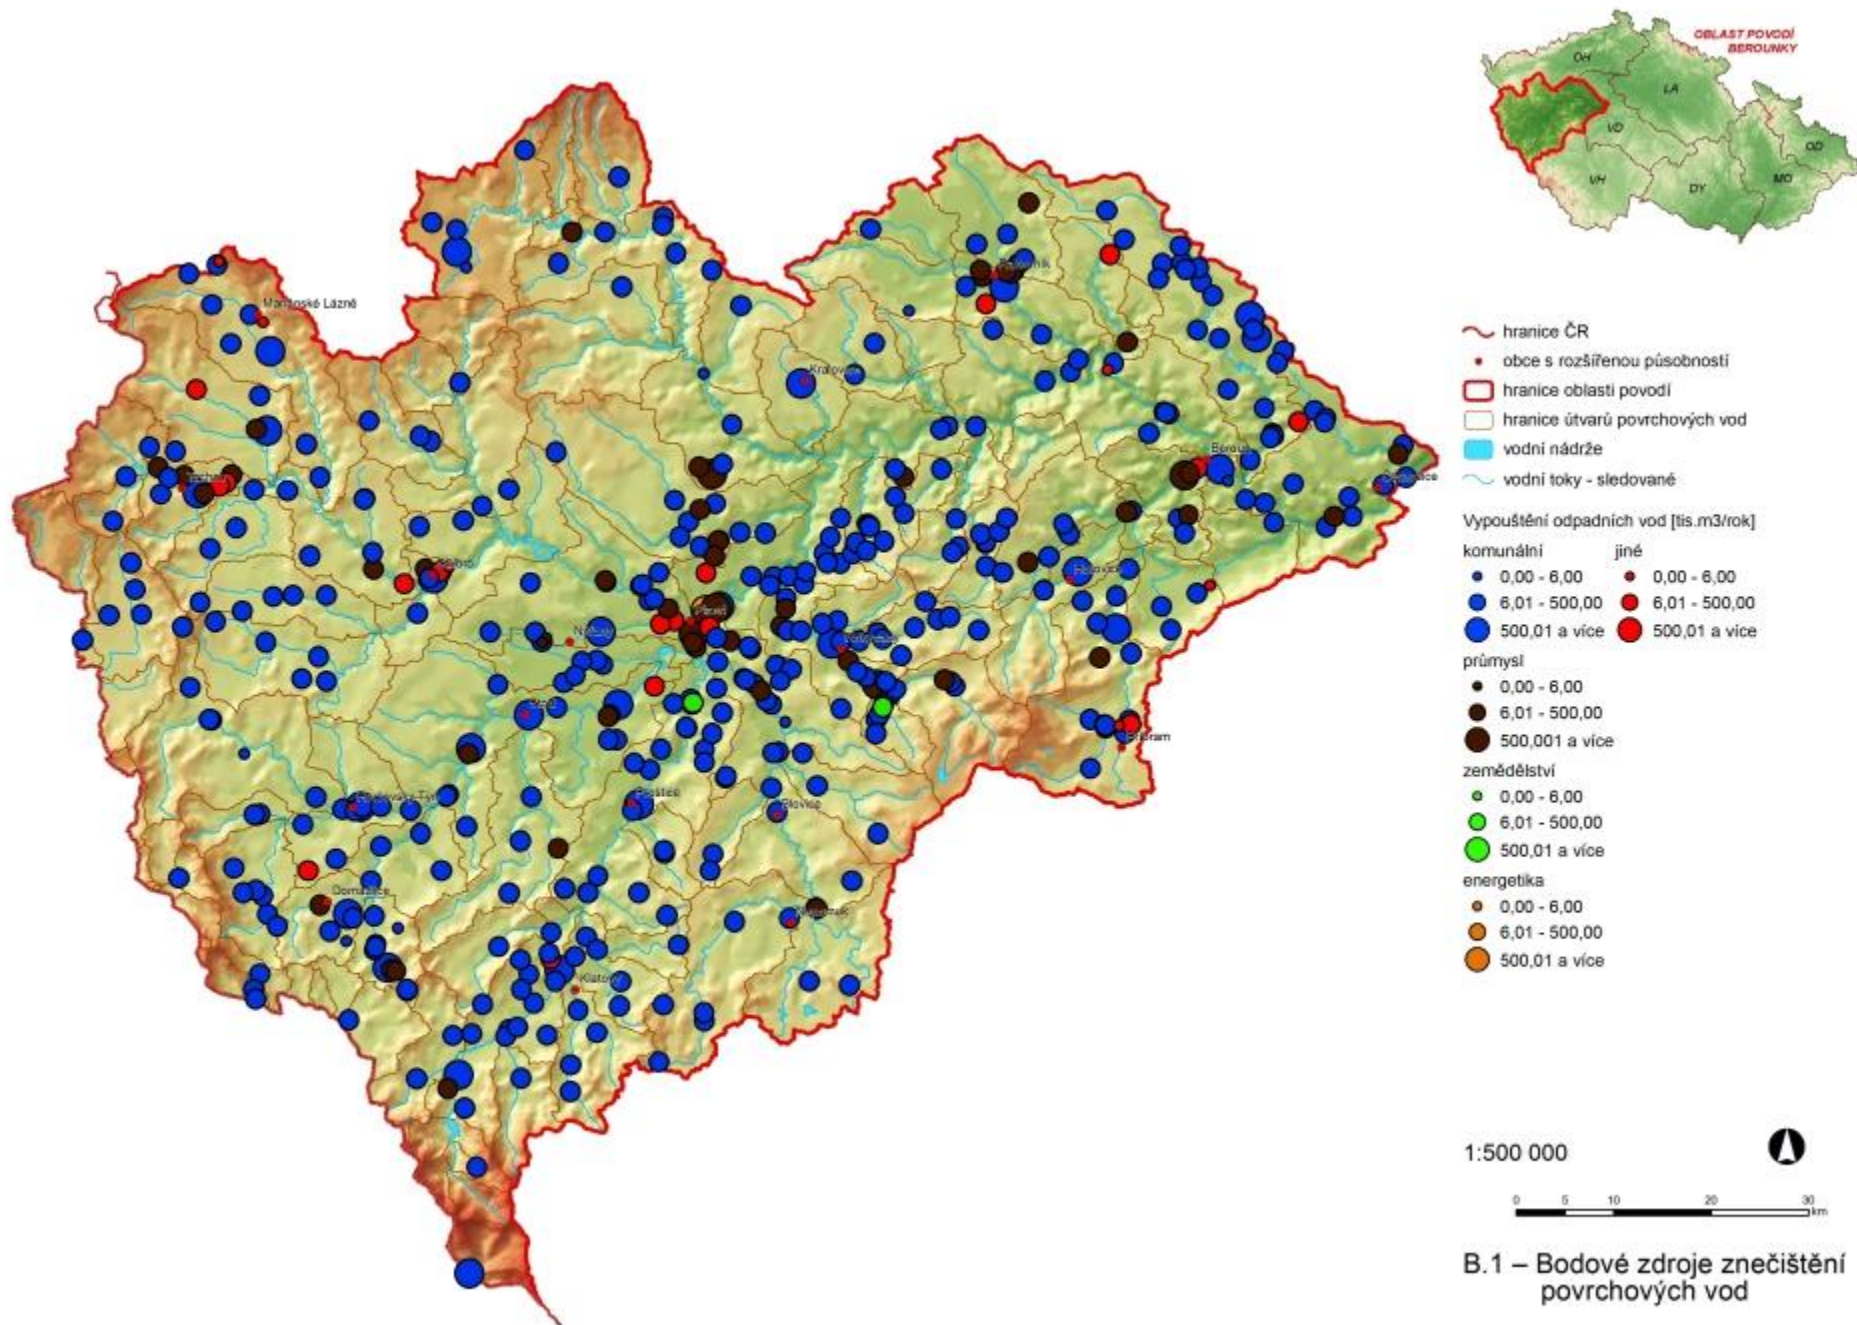 OBLAST POVODÍ
BEROUNKY
OH
LA
VD
OD
VH
DY
MO
Mariánské Lázně
Kralovice
Beroun
Stříbro
Plzeň
Hořovice
Příbram
Přeštice
Blovice
Domažlice
Klatovy
hranice ČR
obce s rozšířenou působností
hranice oblasti povodí
hranice útvarů povrchových vod
vodní nádrže
vodní toky - sledované
Vypouštění odpadních vod [tis.m3/rok]
komunální jiné
0,00 - 6,00 0,00 - 6,00
6,01 - 500,00 6,01 - 500,00
500,01 a více 500,01 a více
průmysl
0,00 - 6,00
6,01 - 500,00
500,001 a více
zemědělství
0,00 - 6,00
6,01 - 500,00
500,01 a více
energetika
0,00 - 6,00
6,01 - 500,00
500,01 a více
1:500 000
0 5 10 20 30
km
B.1 – Bodové zdroje znečištění
povrchových vod